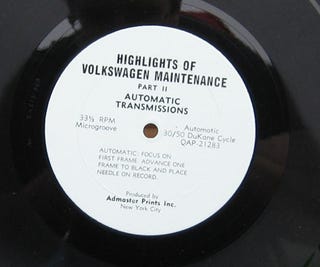 HIGHLIGHTS OF
VOLKSWAGEN MAINTENANCE
PART II
AUTOMATIC
TRANSMISSIONS
33⅓ RPM
Microgroove
Automatic
30/50 DuKane Cycle
QAP-21283
AUTOMATIC: FOCUS ON
FIRST FRAME. ADVANCE ONE
FRAME TO BLACK AND PLACE
NEEDLE ON RECORD.
Produced by
Admaster Prints Inc.
New York City